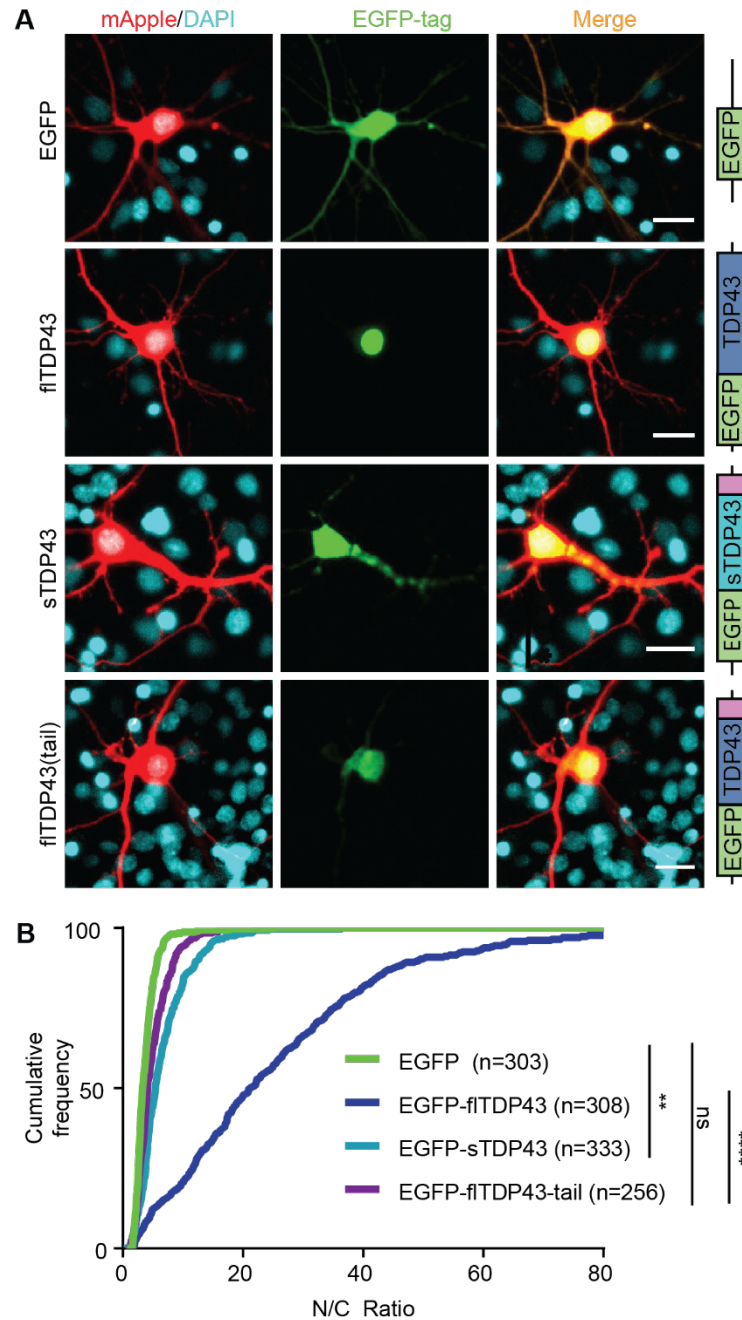 A
mApple/DAPI
EGFP-tag
Merge
EGFP
EGFP
flTDP43
TDP43
EGFP
sTDP43
sTDP43
EGFP
flTDP43(tail)
TDP43
EGFP
B
100
50
0
Cumulative
frequency
EGFP (n=303)
EGFP-flTDP43 (n=308)
EGFP-sTDP43 (n=333)
EGFP-flTDP43-tail (n=256)
**
ns
****
0
20
40
60
80
N/C Ratio